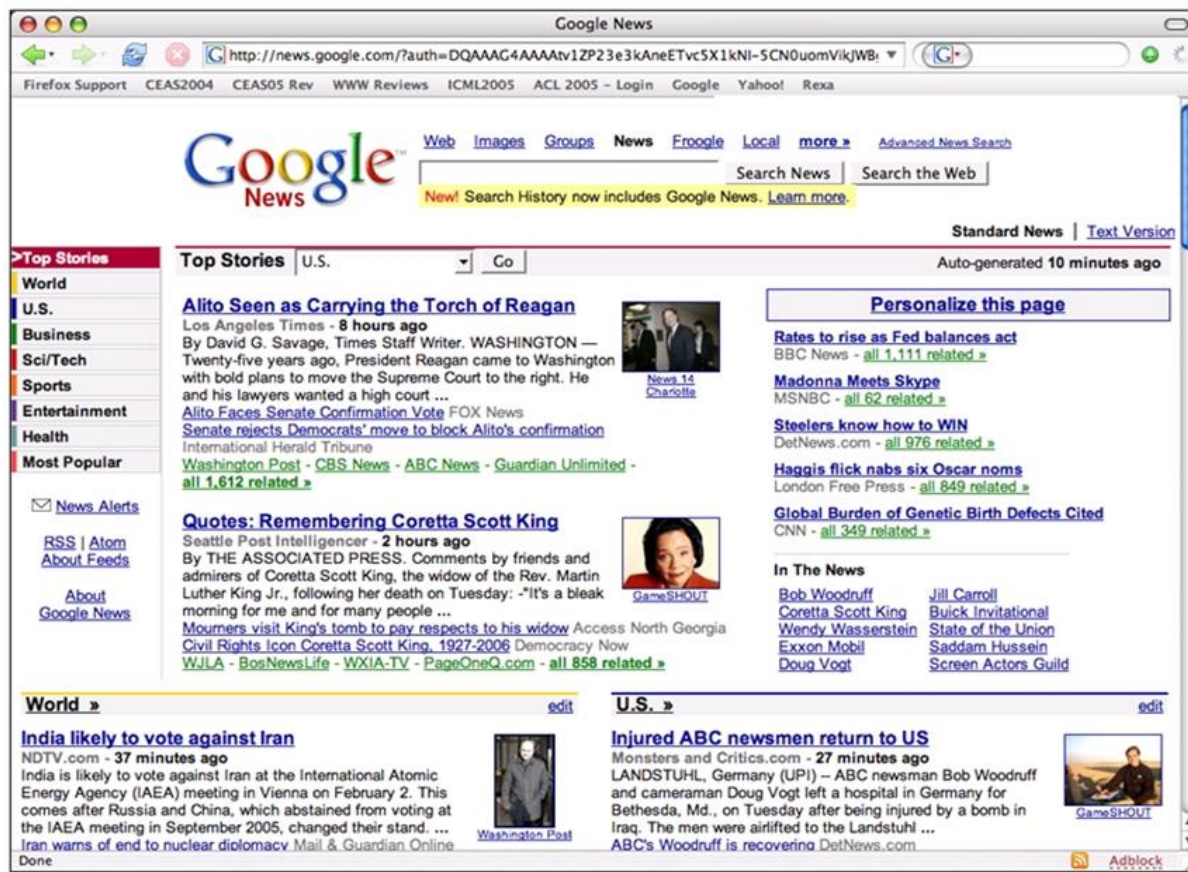 Google News
http://news.google.com/?auth=DQAAAG4AAAAtv1ZP23e3kAneETvc5X1kNI-5CN0uomVikJWB
G
Firefox Support CEAS2004 CEAS05 Rev WWW Reviews ICML2005 ACL 2005 - Login Google Yahoo! Rexa
Google™
News
Web Images Groups News Froogle Local more » Advanced News Search
Search News Search the Web
New! Search History now includes Google News. Learn more.
Standard News | Text Version
>Top Stories
World
U.S.
Business
Sci/Tech
Sports
Entertainment
Health
Most Popular
News Alerts
RSS | Atom
About Feeds
About
Google News
Top Stories U.S. Go
Auto-generated 10 minutes ago
Alito Seen as Carrying the Torch of Reagan
Los Angeles Times - 8 hours ago
By David G. Savage, Times Staff Writer. WASHINGTON —
Twenty-five years ago, President Reagan came to Washington
with bold plans to move the Supreme Court to the right. He
and his lawyers wanted a high court ...
Alito Faces Senate Confirmation Vote FOX News
Senate rejects Democrats' move to block Alito's confirmation
International Herald Tribune
Washington Post - CBS News - ABC News - Guardian Unlimited -
all 1,612 related »
News 14
Charlotte
Quotes: Remembering Coretta Scott King
Seattle Post Intelligencer - 2 hours ago
By THE ASSOCIATED PRESS. Comments by friends and
admirers of Coretta Scott King, the widow of the Rev. Martin
Luther King Jr., following her death on Tuesday: -"It's a bleak
morning for me and for many people ...
Mourners visit King's tomb to pay respects to his widow Access North Georgia
Civil Rights Icon Coretta Scott King, 1927-2006 Democracy Now
WJLA - BosNewsLife - WXIA-TV - PageOneQ.com - all 858 related »
GameSHOUT
Personalize this page
Rates to rise as Fed balances act
BBC News - all 1,111 related »
Madonna Meets Skype
MSNBC - all 62 related »
Steelers know how to WIN
DetNews.com - all 976 related »
Haggis flick nabs six Oscar noms
London Free Press - all 849 related »
Global Burden of Genetic Birth Defects Cited
CNN - all 349 related »
In The News
Bob Woodruff Jill Carroll
Coretta Scott King Buick Invitational
Wendy Wasserstein State of the Union
Exxon Mobil Saddam Hussein
Doug Vogt Screen Actors Guild
World » edit
India likely to vote against Iran
NDTV.com - 37 minutes ago
India is likely to vote against Iran at the International Atomic
Energy Agency (IAEA) meeting in Vienna on February 2. This
comes after Russia and China, which abstained from voting at
the IAEA meeting in September 2005, changed their stand. ...
Iran warns of end to nuclear diplomacy Mail & Guardian Online
Washington Post
U.S. » edit
Injured ABC newsmen return to US
Monsters and Critics.com - 27 minutes ago
LANDSTUHL, Germany (UPI) -- ABC newsman Bob Woodruff
and cameraman Doug Vogt left a hospital in Germany for
Bethesda, Md., on Tuesday after being injured by a bomb in
Iraq. The men were airlifted to the Landstuhl ...
ABC's Woodruff is recovering DetNews.com
GameSHOUT
Done
Adblock